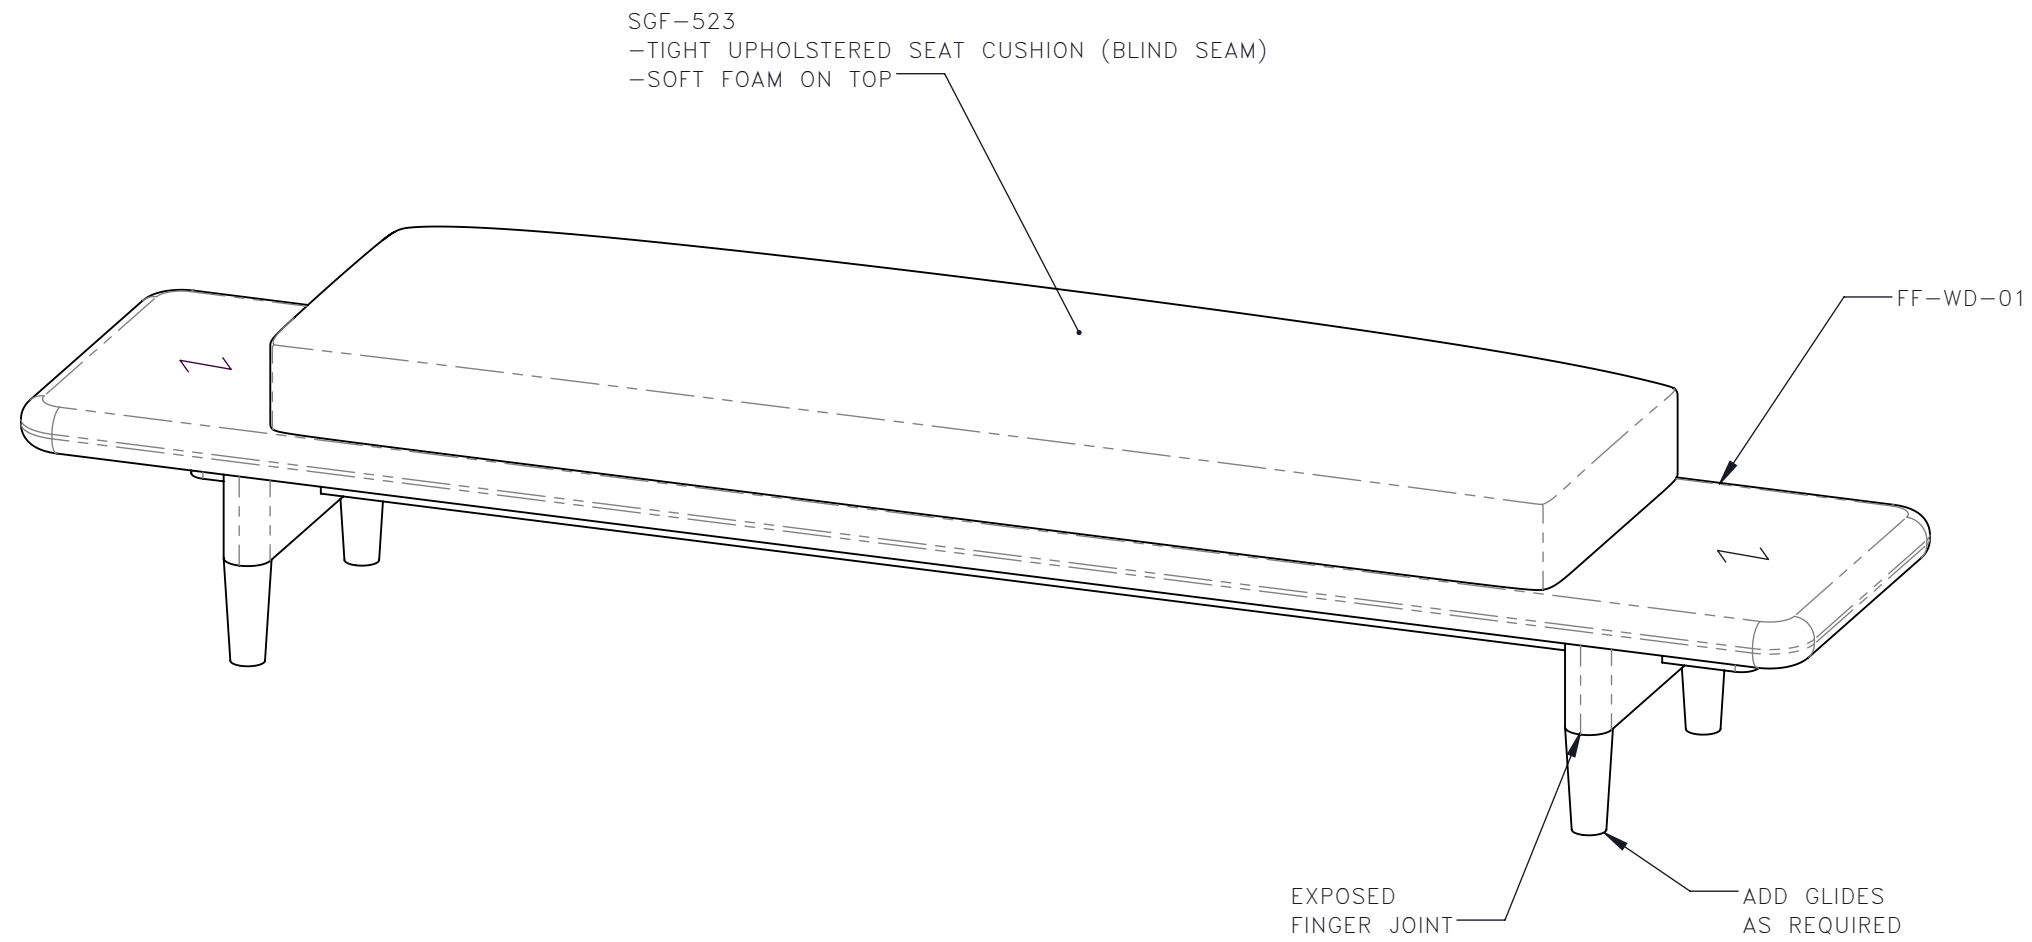 SGF-523
-TIGHT UPHOLSTERED SEAT CUSHION (BLIND SEAM)
-SOFT FOAM ON TOP
FF-WD-01
EXPOSED
FINGER JOINT
ADD GLIDES
AS REQUIRED